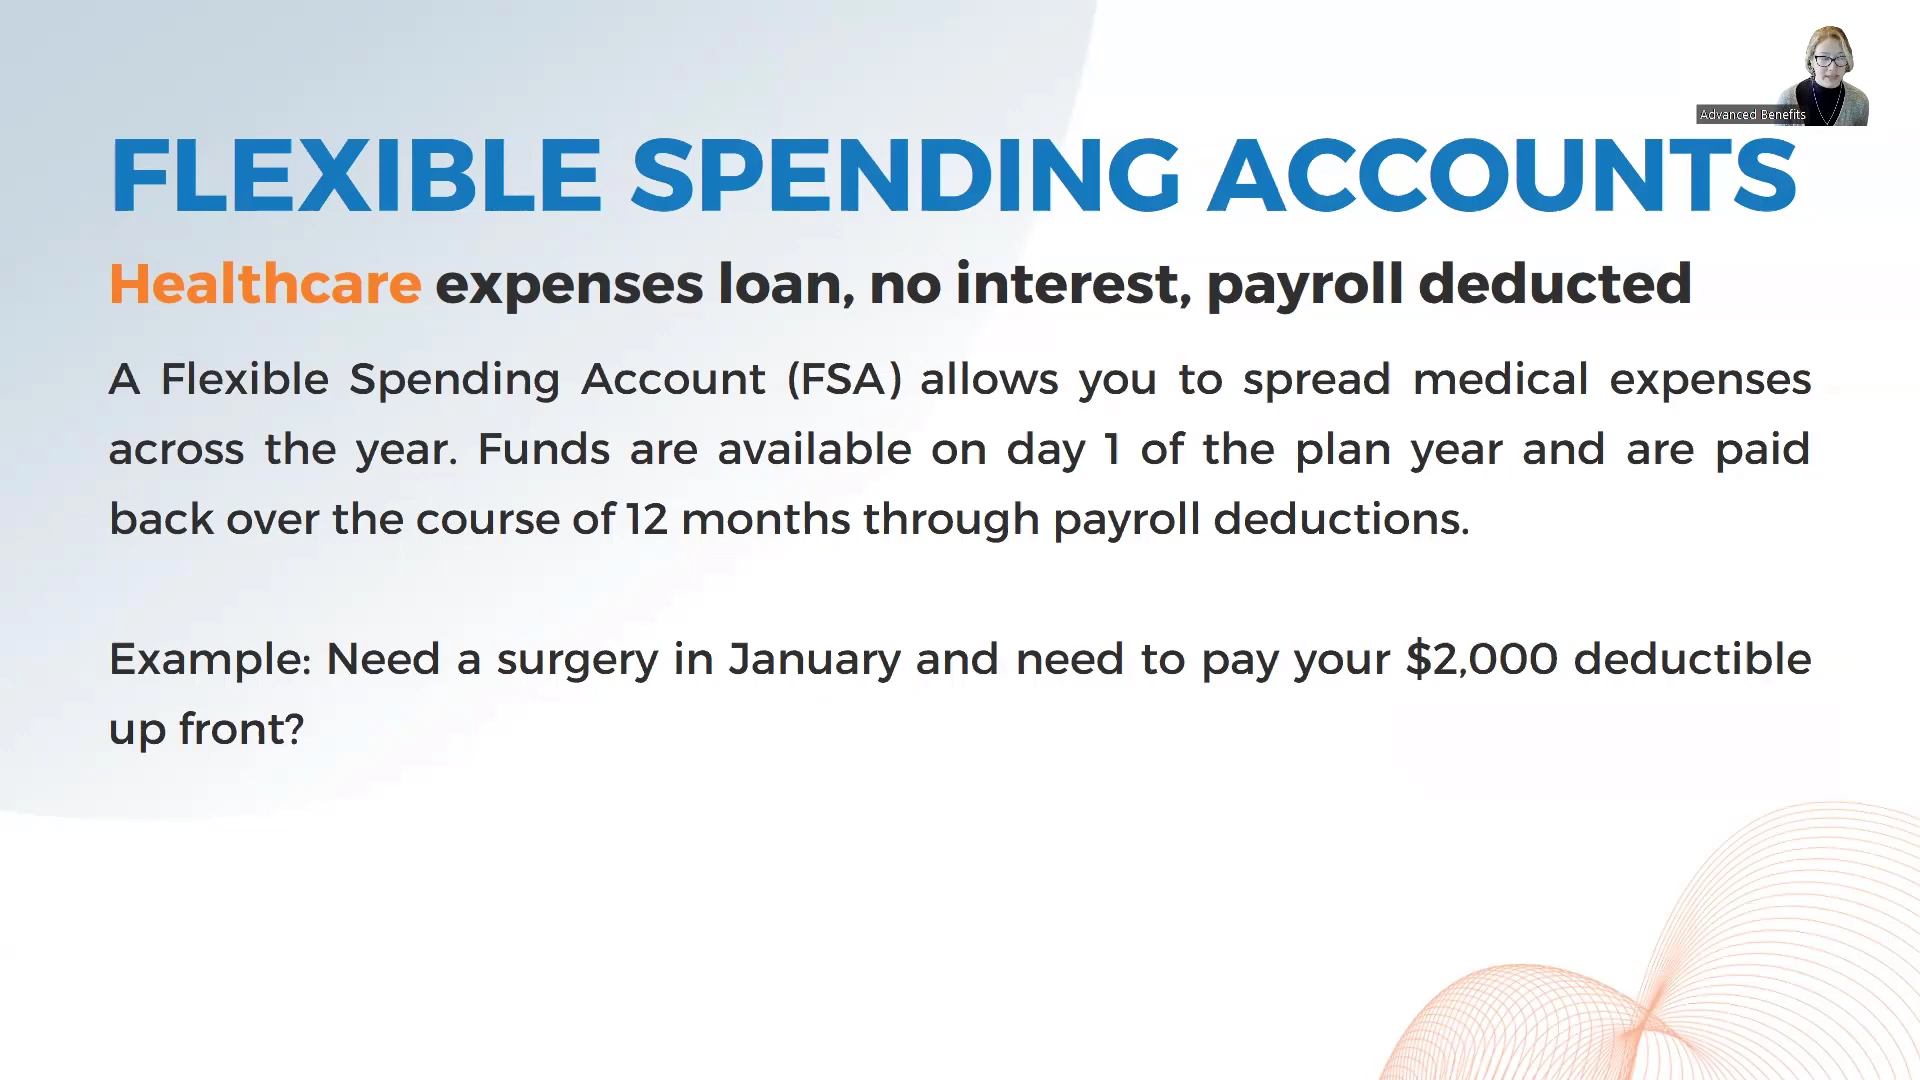 Advanced Benefits
FLEXIBLE SPENDING ACCOUNTS
Healthcare expenses loan, no interest, payroll deducted
A Flexible Spending Account (FSA) allows you to spread medical expenses
across the year. Funds are available on day 1 of the plan year and are paid
back over the course of 12 months through payroll deductions.
Example: Need a surgery in January and need to pay your $2,000 deductible
up front?